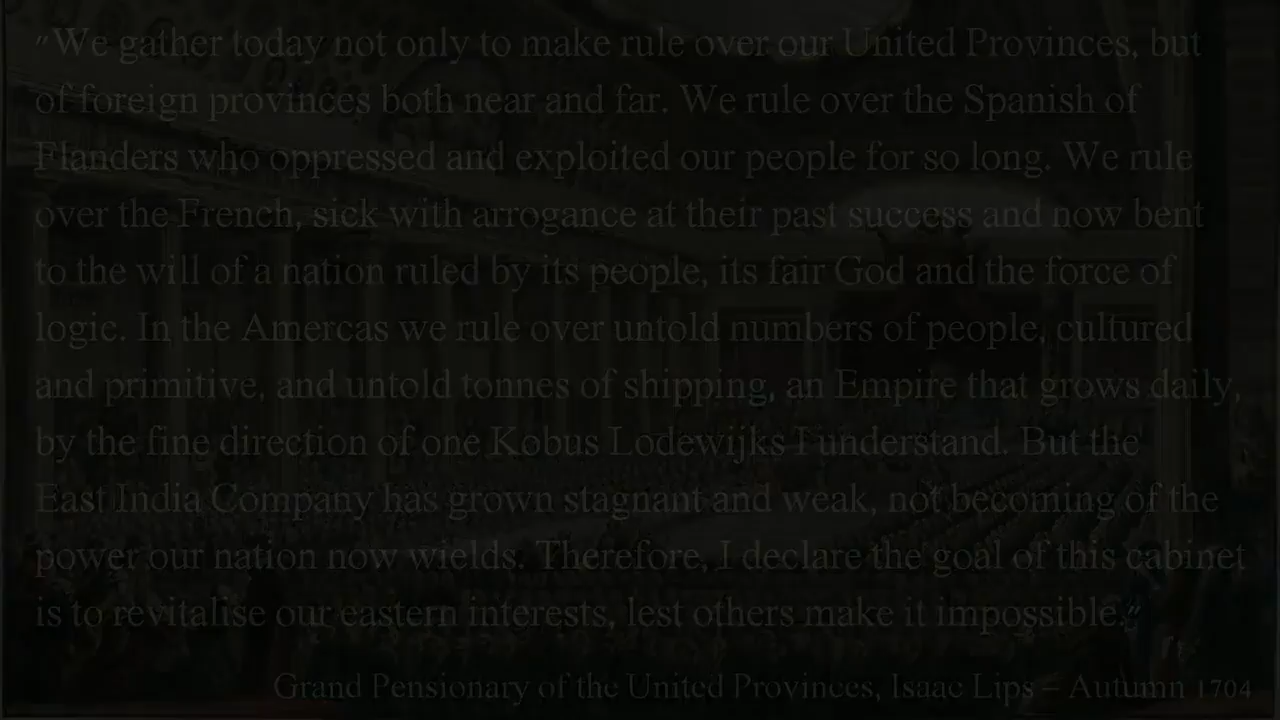 "We gather today not only to make rule over our United Provinces, but
of foreign provinces both near and far. We rule over the Spanish of
Flanders who oppressed and exploited our people for so long. We rule
over the French, sick with arrogance at their past success and now bent
to the will of a nation ruled by its people, its fair God and the force of
logic. In the Amercas we rule over untold numbers of people, cultured
and primitive, and untold tonnes of shipping, an Empire that grows daily,
by the fine direction of one Kobus Lodewijks I understand. But the
East India Company has grown stagnant and weak, not becoming of the
power our nation now wields. Therefore, I declare the goal of this cabinet
is to revitalise our eastern interests, lest others make it impossible."
Grand Pensionary of the United Provinces, Isaac Lips – Autumn 1704